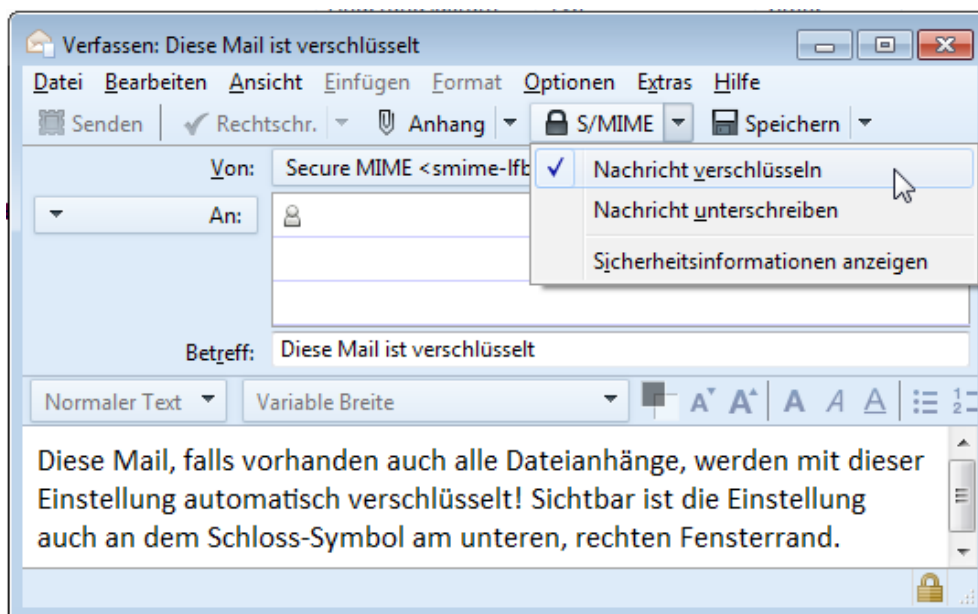 Verfassen: Diese Mail ist verschlüsselt
Datei Bearbeiten Ansicht Einfügen Format Optionen Extras Hilfe
Senden Rechtschr. Anhang S/MIME Speichern
Von: Secure MIME <smime-lfb
Nachricht verschlüseln
An:
Nachricht unterschreiben
Sicherheitsinformationen anzeigen
Betreff: Diese Mail ist verschlüsselt
Normaler Text Variable Breite
Diese Mail, falls vorhanden auch alle Dateianhänge, werden mit dieser
Einstellung automatisch verschlüsselt! Sichtbar ist die Einstellung
auch an dem Schloss-Symbol am unteren, rechten Fensterrand.